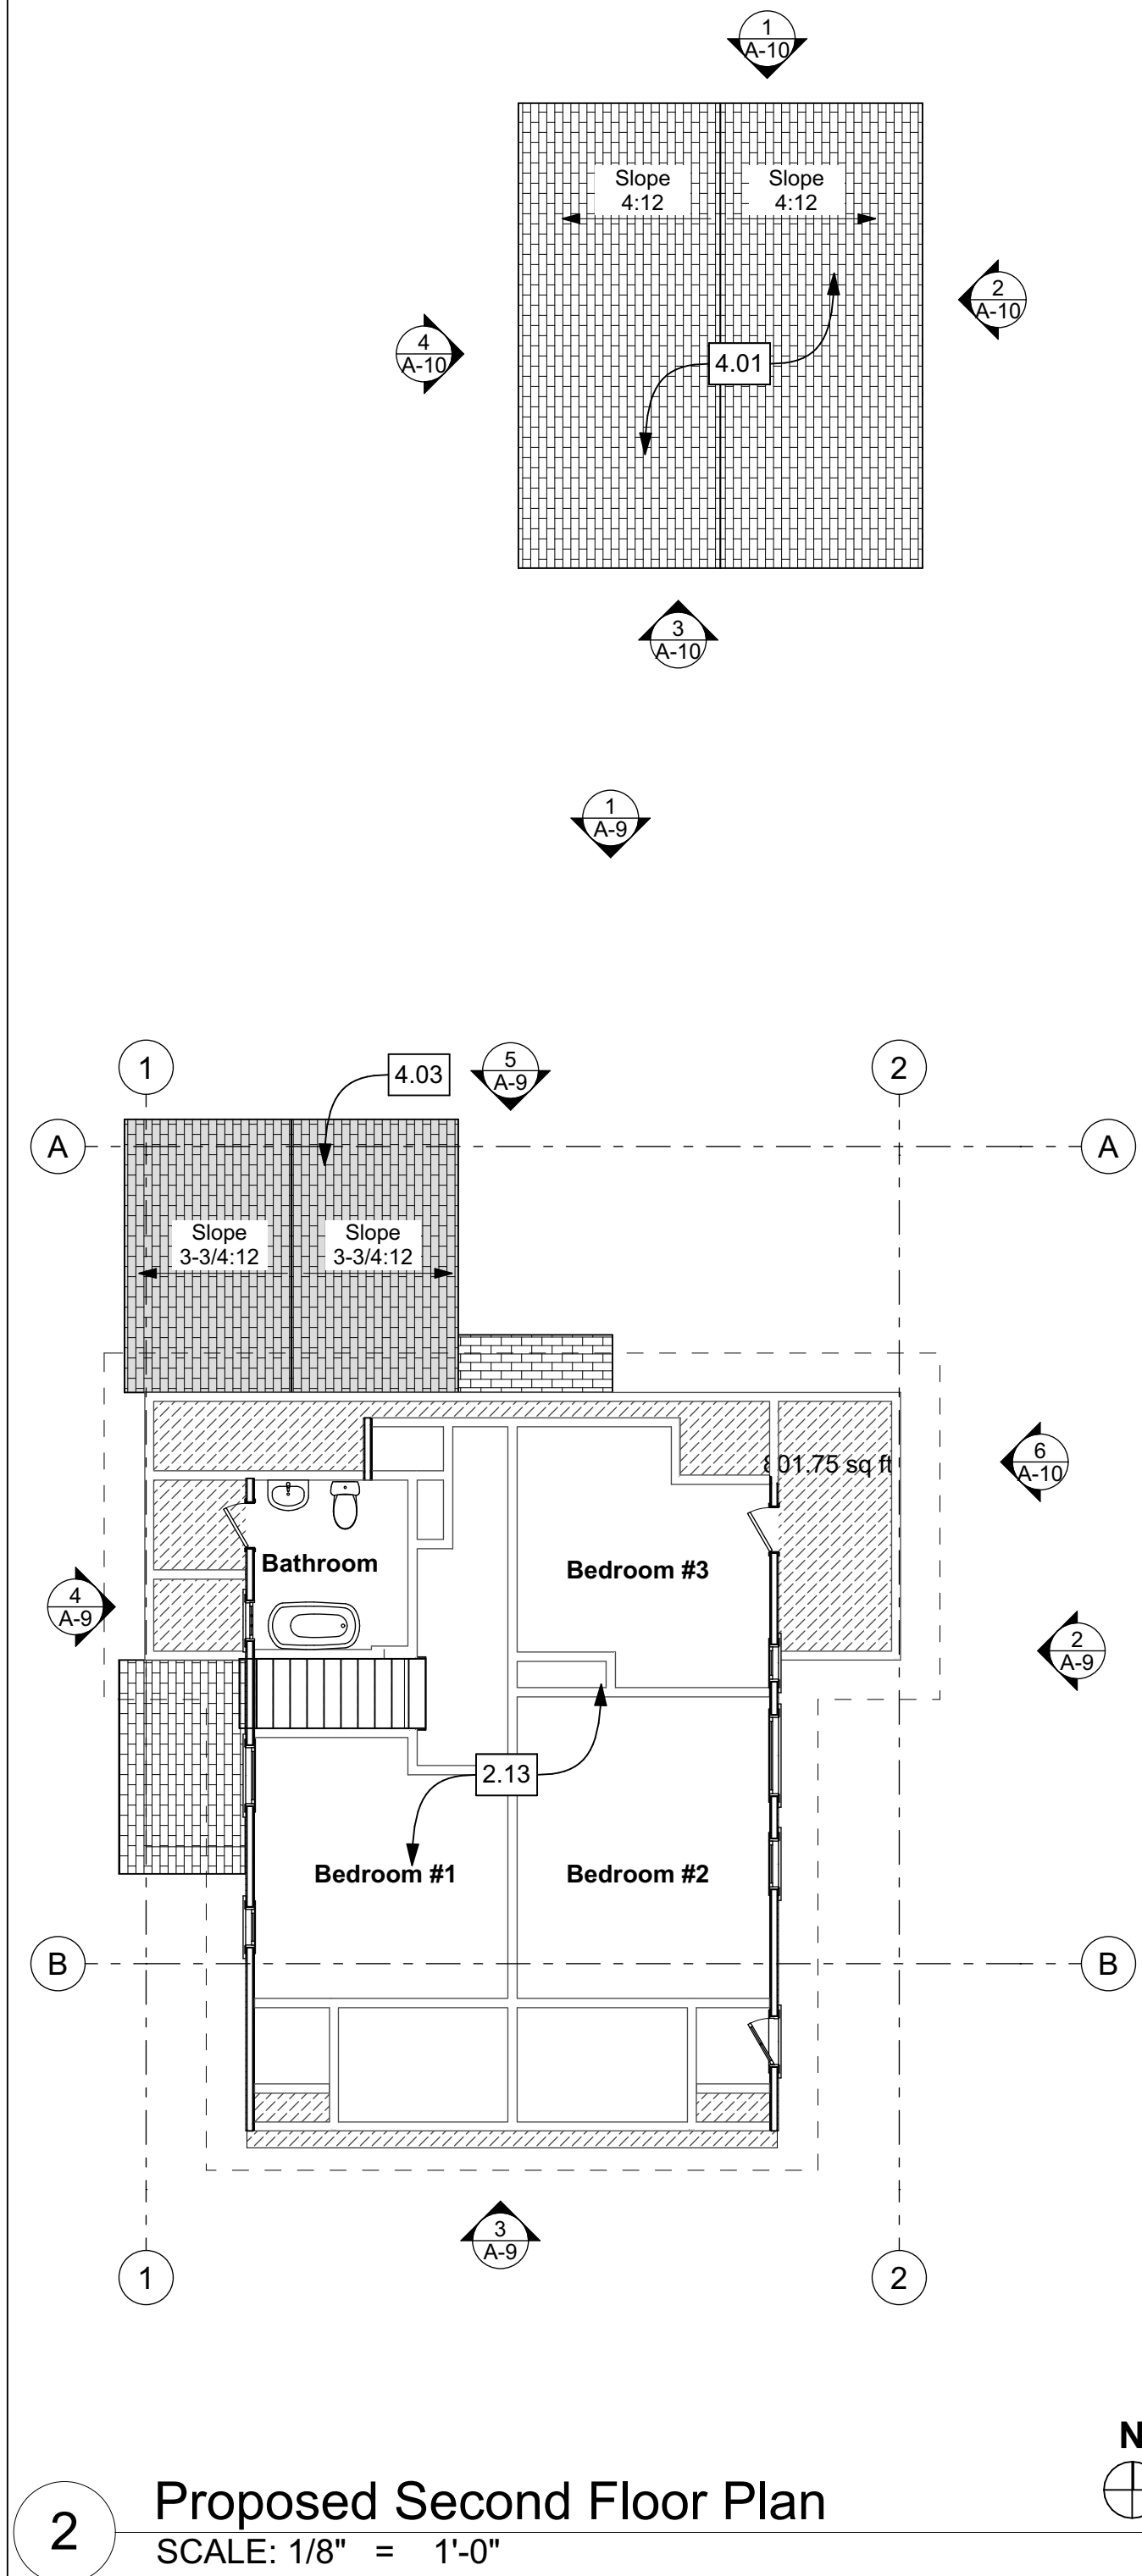 1
A-10
Slope
4:12
Slope
4:12
2
A-10
4
A-10
4.01
3
A-10
1
A-9
1
4.03
5
A-9
2
A
A
Slope
3-3/4:12
Slope
3-3/4:12
801.75 sq ft
6
A-10
Bathroom
Bedroom #3
4
A-9
2
A-9
2.13
Bedroom #1
Bedroom #2
B
B
3
A-9
1
2
N
2
Proposed Second Floor Plan
SCALE: 1/8" = 1'-0"